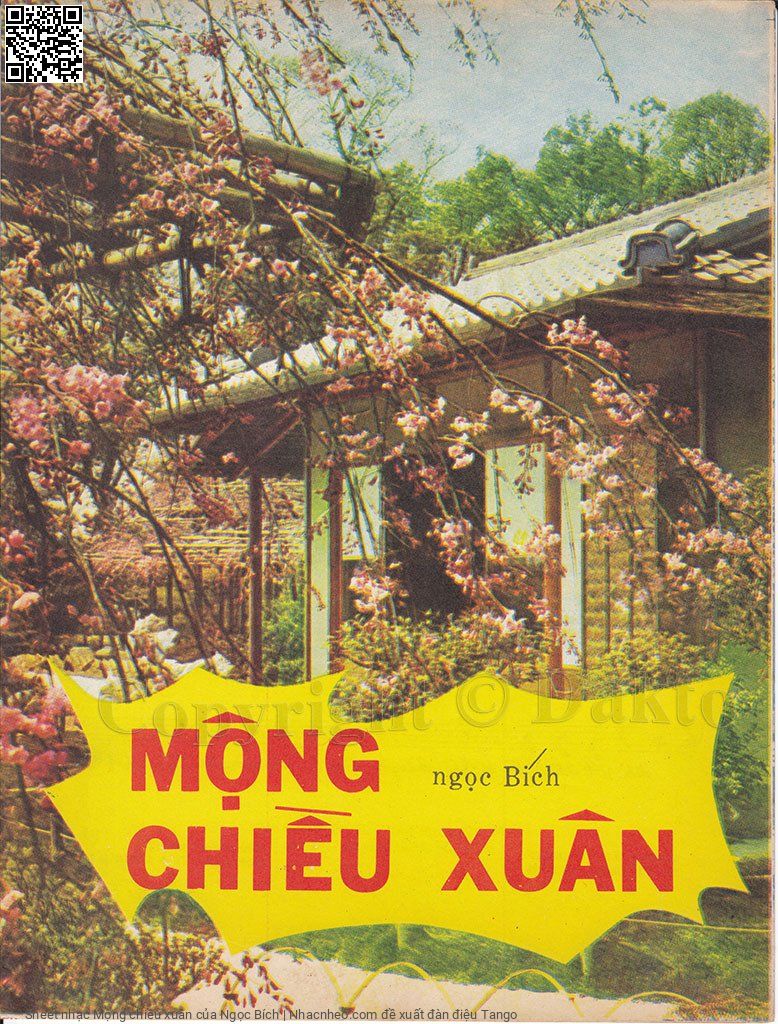 Copyright © Dakto
MỘNG
ngọc Bích
CHIỀU XUÂN
Sheet nhạc Mộng chiều xuân của Ngọc Bích | Nhacnheo.com đề xuất đàn điệu Tango